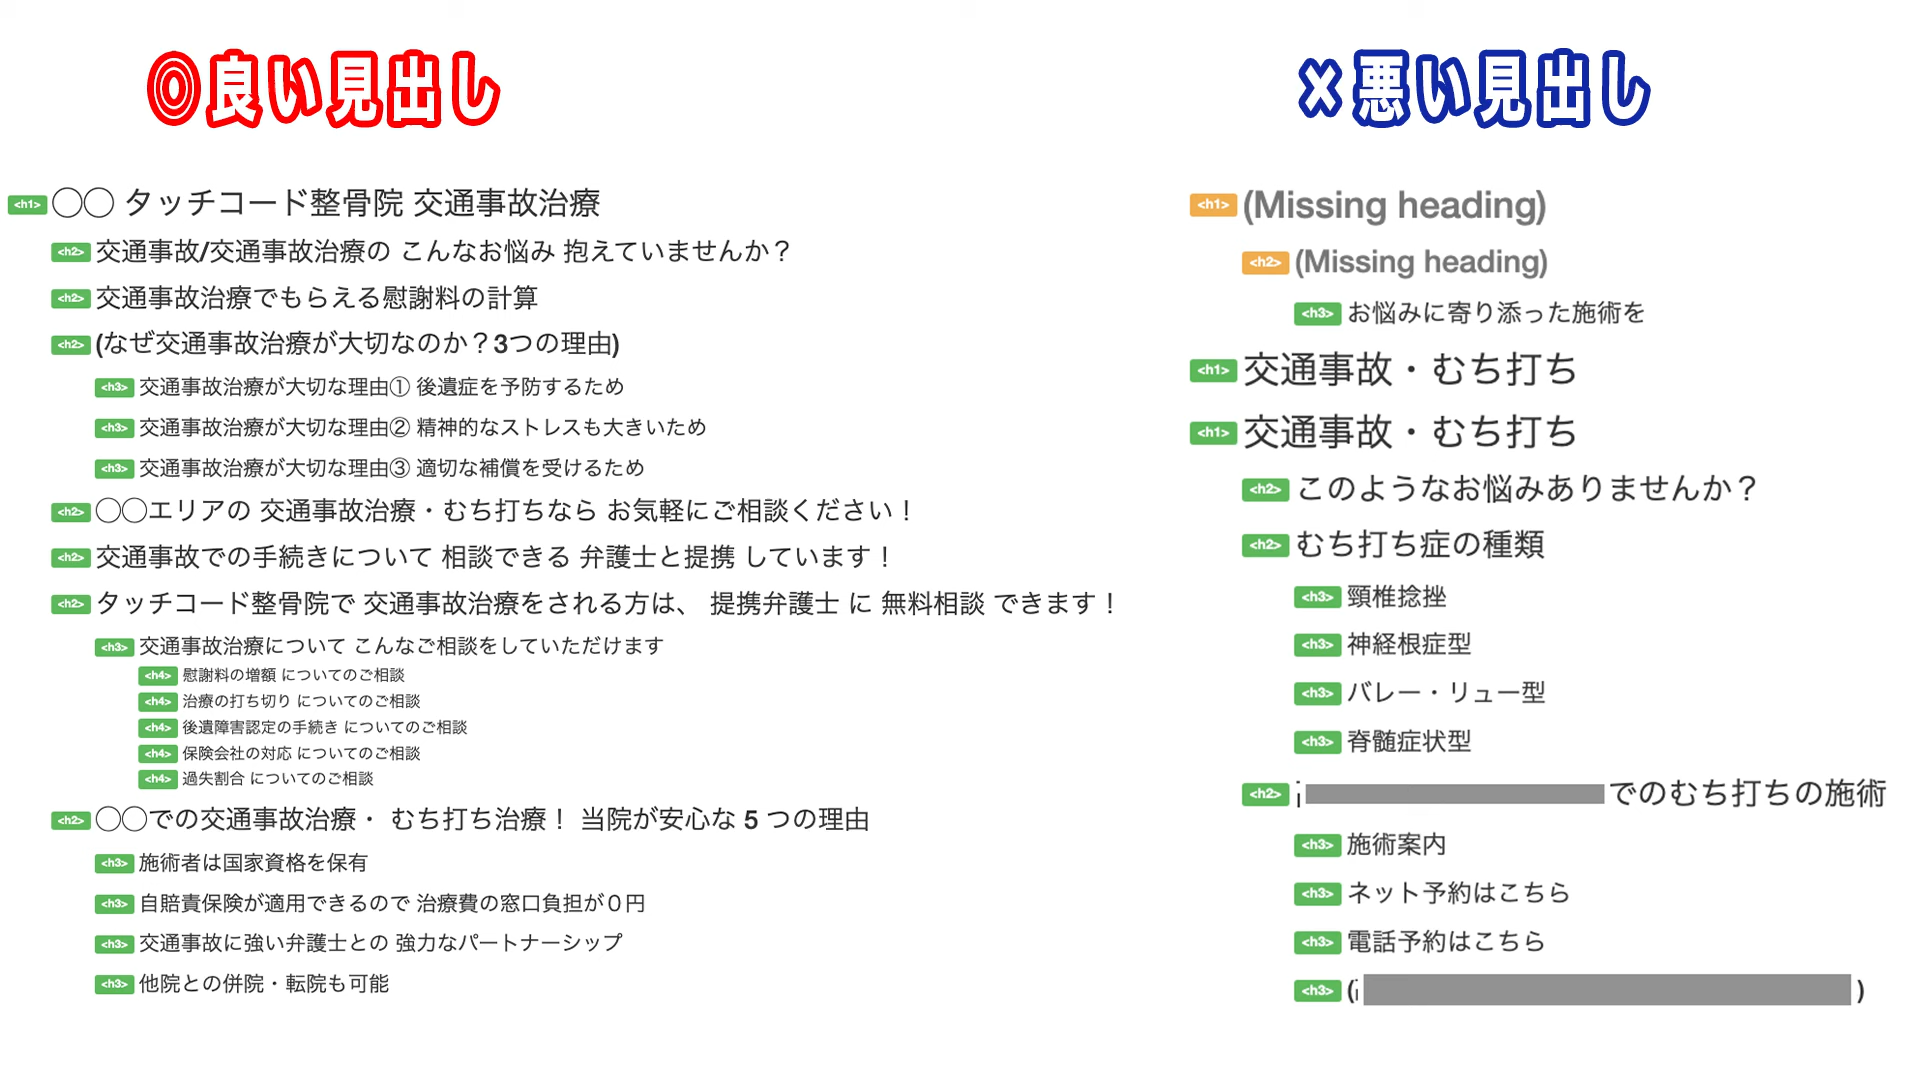 ◎良い見出し
<h1> ◯◯ タッチコード整骨院 交通事故治療
<h2> 交通事故/交通事故治療の こんなお悩み 抱えていませんか？
<h2> 交通事故治療でもらえる慰謝料の計算
<h2> (なぜ交通事故治療が大切なのか？3つの理由)
<h3> 交通事故治療が大切な理由① 後遺症を予防するため
<h3> 交通事故治療が大切な理由② 精神的なストレスも大きいため
<h3> 交通事故治療が大切な理由③ 適切な補償を受けるため
<h2> ◯◯エリアの 交通事故治療・むち打ちなら お気軽にご相談ください！
<h2> 交通事故での手続きについて 相談できる 弁護士と提携 しています！
<h2> タッチコード整骨院で 交通事故治療をされる方は、 提携弁護士 に 無料相談 できます！
<h3> 交通事故治療について こんなご相談をしていただけます
<h4> 慰謝料の増額 についてのご相談
<h4> 治療の打ち切り についてのご相談
<h4> 後遺障害認定の手続き についてのご相談
<h4> 保険会社の対応 についてのご相談
<h4> 過失割合 についてのご相談
<h2> ◯◯での交通事故治療・ むち打ち治療！ 当院が安心な 5 つの理由
<h3> 施術者は国家資格を保有
<h3> 自賠責保険が適用できるので 治療費の窓口負担が０円
<h3> 交通事故に強い弁護士との 強力なパートナーシップ
<h3> 他院との併院・転院も可能
×悪い見出し
<h1> (Missing heading)
<h2> (Missing heading)
<h3> お悩みに寄り添った施術を
<h1> 交通事故・むち打ち
<h1> 交通事故・むち打ち
<h2> このようなお悩みありませんか？
<h2> むち打ち症の種類
<h3> 頸椎捻挫
<h3> 神経根症型
<h3> バレー・リュー型
<h3> 脊髄症状型
<h2> でのむち打ちの施術
<h3> 施術案内
<h3> ネット予約はこちら
<h3> 電話予約はこちら
<h3> ( )